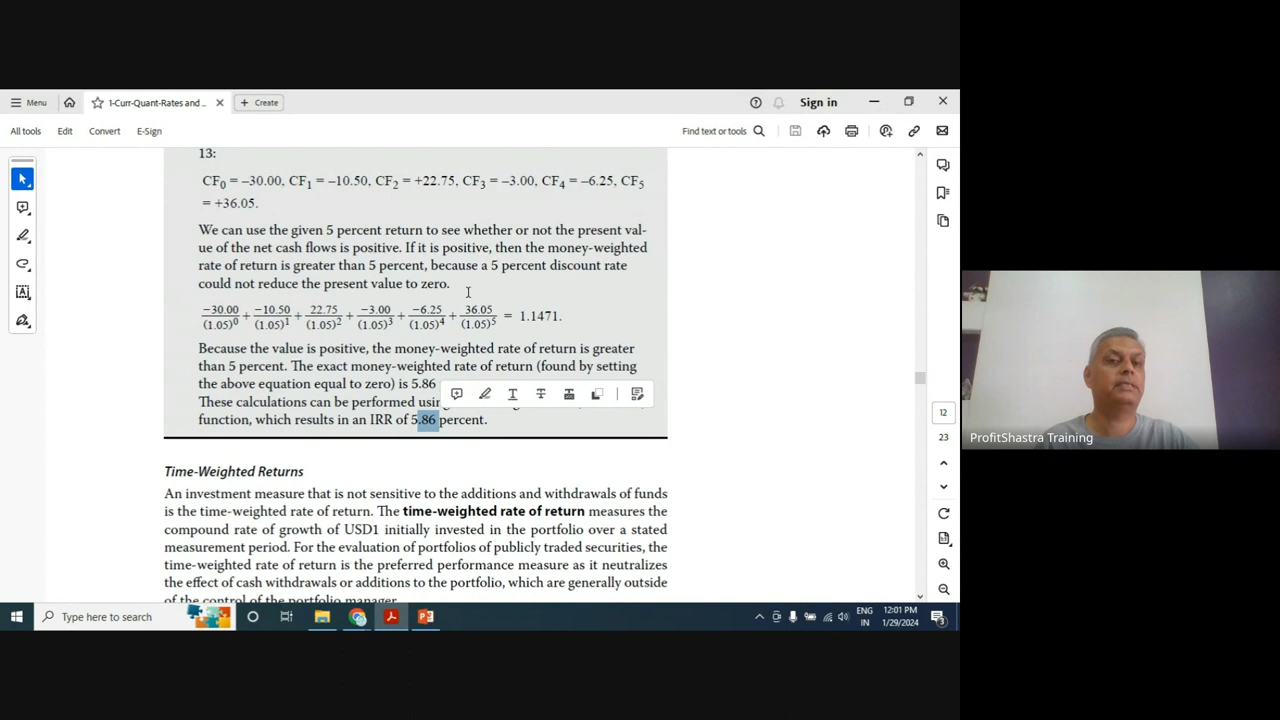 Menu
1-Curr-Quant-Rates and ...
Create
Sign in
All tools
Edit
Convert
E-Sign
Find text or tools
13:
CF0 = –30.00, CF1 = –10.50, CF2 = +22.75, CF3 = –3.00, CF4 = –6.25, CF5
= +36.05.
We can use the given 5 percent return to see whether or not the present val-
ue of the net cash flows is positive. If it is positive, then the money-weighted
rate of return is greater than 5 percent, because a 5 percent discount rate
could not reduce the present value to zero.
–30.00/(1.05)^0 + –10.50/(1.05)^1 + 22.75/(1.05)^2 + –3.00/(1.05)^3 + –6.25/(1.05)^4 + 36.05/(1.05)^5 = 1.1471.
Because the value is positive, the money-weighted rate of return is greater
than 5 percent. The exact money-weighted rate of return (found by setting
the above equation equal to zero) is 5.86
These calculations can be performed
function, which results in an IRR of 5.86 percent.
Time-Weighted Returns
An investment measure that is not sensitive to the additions and withdrawals of funds
is the time-weighted rate of return. The time-weighted rate of return measures the
compound rate of growth of USD1 initially invested in the portfolio over a stated
measurement period. For the evaluation of portfolios of publicly traded securities, the
time-weighted rate of return is the preferred performance measure as it neutralizes
the effect of cash withdrawals or additions to the portfolio, which are generally outside
of the control of the portfolio manager.
12
23
ProfitShastra Training
Type here to search
ENG
IN
12:01 PM
1/29/2024
3